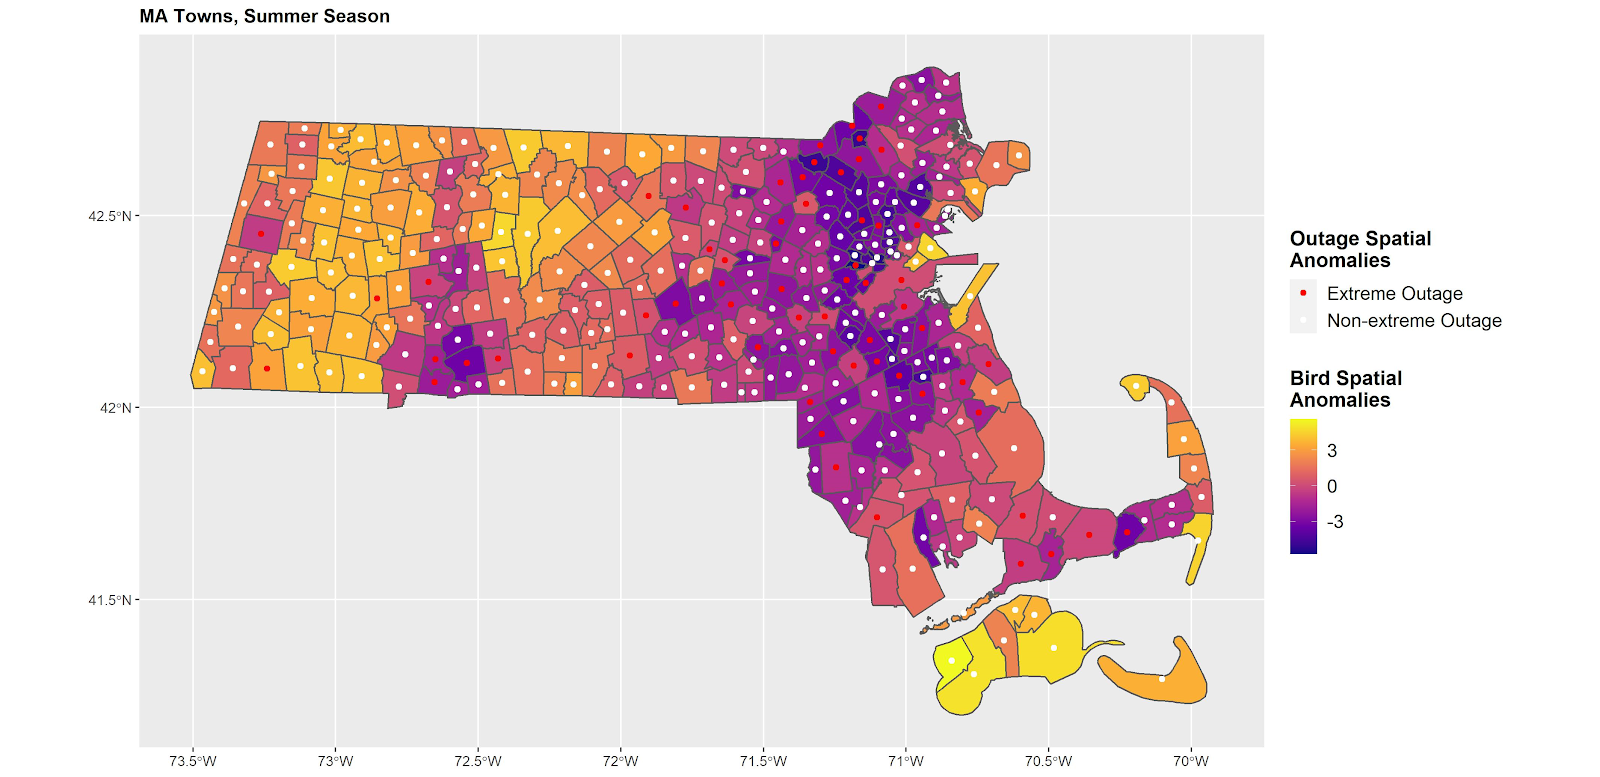 MA Towns, Summer Season
42.5°N
42°N
41.5°N
73.5°W
73°W
72.5°W
72°W
71.5°W
71°W
70.5°W
70°W
Outage Spatial
Anomalies
Extreme Outage
Non-extreme Outage
Bird Spatial
Anomalies
3
0
-3